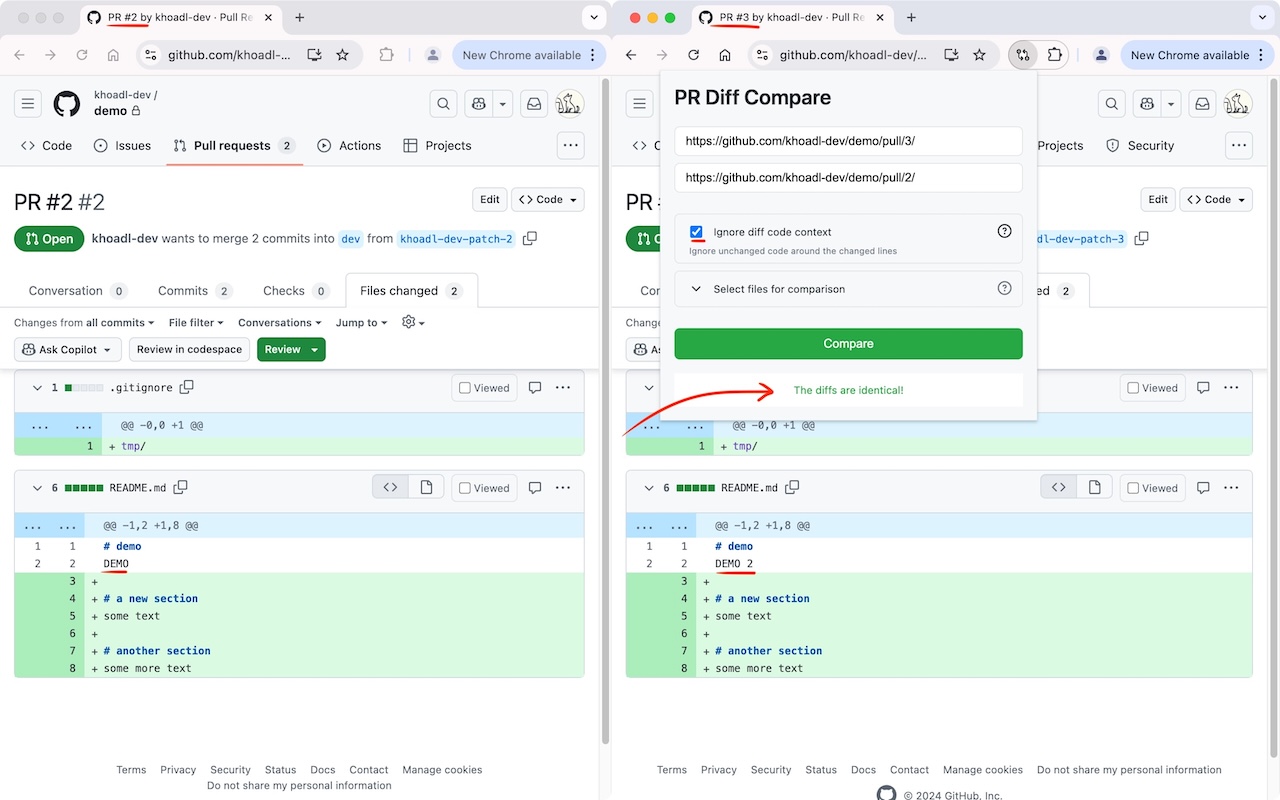 PR #2 by khoadl-dev · Pull Re
github.com/khoadl-...
New Chrome available
khoadl-dev /
demo
Code
Issues
Pull requests 2
Actions
Projects
PR #2 #2
Edit
Code
Open
khoadl-dev wants to merge 2 commits into dev from khoadl-dev-patch-2
Conversation 0
Commits 2
Checks 0
Files changed 2
Changes from all commits
File filter
Conversations
Jump to
Ask Copilot
Review in codespace
Review
1 .gitignore
Viewed
... ... @@ -0,0 +1 @@
1 + tmp/
6 README.md
<>
Viewed
... ... @@ -1,2 +1,8 @@
1 1 # demo
2 2 DEMO
3 +
4 + # a new section
5 + some text
6 +
7 + # another section
8 + some more text
Terms Privacy Security Status Docs Contact Manage cookies
Do not share my personal information
PR #3 by khoadl-dev · Pull Re
github.com/khoadl-dev/...
New Chrome available
PR Diff Compare
https://github.com/khoadl-dev/demo/pull/3/
https://github.com/khoadl-dev/demo/pull/2/
Ignore diff code context
Ignore unchanged code around the changed lines
Select files for comparison
Compare
The diffs are identical!
Projects
Security
PR
Edit
Code
dl-dev-patch-3
Co
ed 2
Change
As
Viewed
... ... @@ -0,0 +1 @@
1 + tmp/
6 README.md
<>
Viewed
... ... @@ -1,2 +1,8 @@
1 1 # demo
2 2 DEMO 2
3 +
4 + # a new section
5 + some text
6 +
7 + # another section
8 + some more text
Terms Privacy Security Status Docs Contact Manage cookies Do not share my personal information
© 2024 GitHub, Inc.